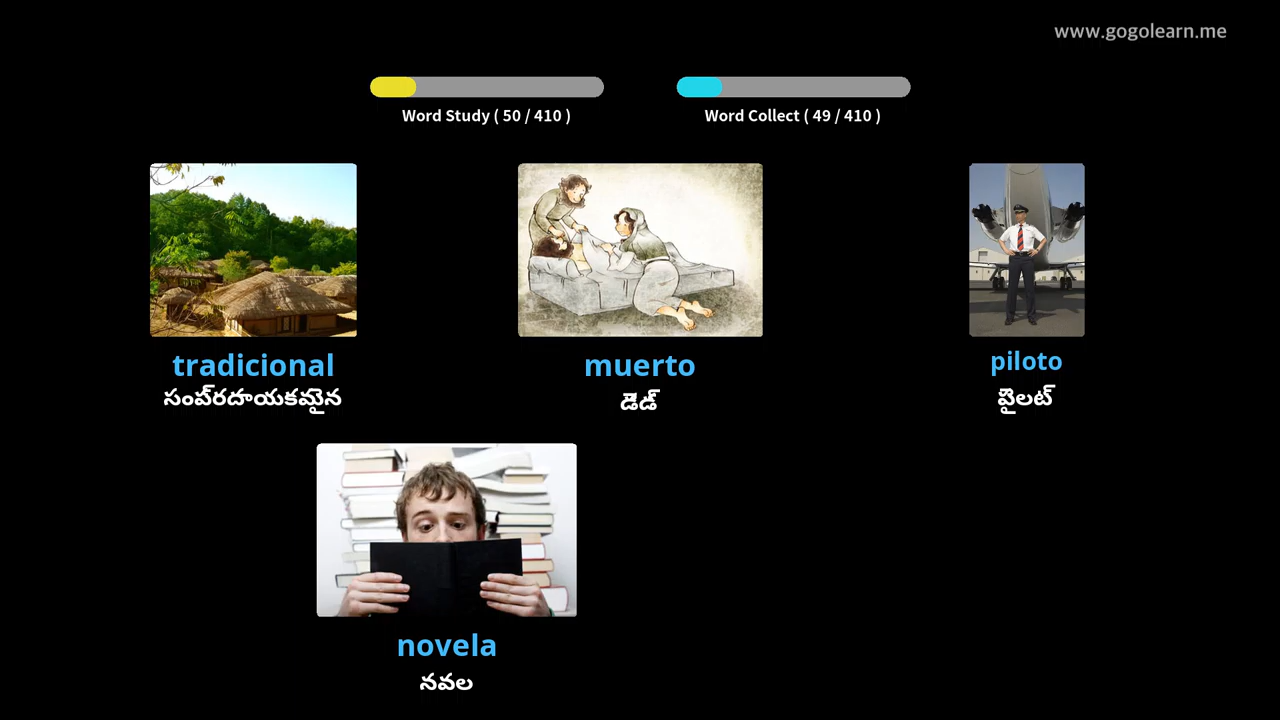 www.gogolearn.me
Word Study ( 50 / 410 )
Word Collect ( 49 / 410 )
tradicional
muerto
piloto
సంప్రదాయకమైన
డెడ్
పైలట్
novela
నవల